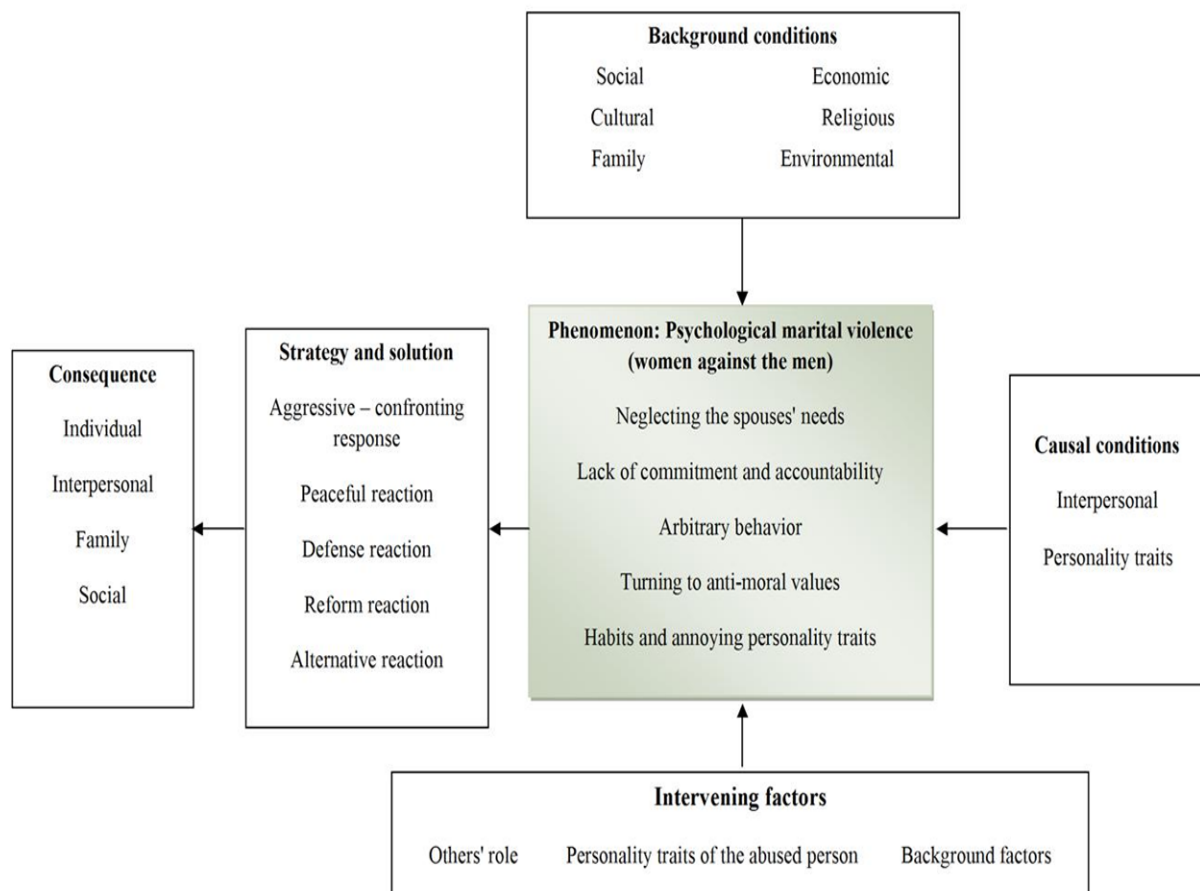 Background conditions
Social Economic
Cultural Religious
Family Environmental
Consequence
Individual
Interpersonal
Family
Social
Strategy and solution
Aggressive – confronting
response
Peaceful reaction
Defense reaction
Reform reaction
Alternative reaction
Phenomenon: Psychological marital violence
(women against the men)
Neglecting the spouses' needs
Lack of commitment and accountability
Arbitrary behavior
Turning to anti-moral values
Habits and annoying personality traits
Causal conditions
Interpersonal
Personality traits
Intervening factors
Others' role Personality traits of the abused person Background factors